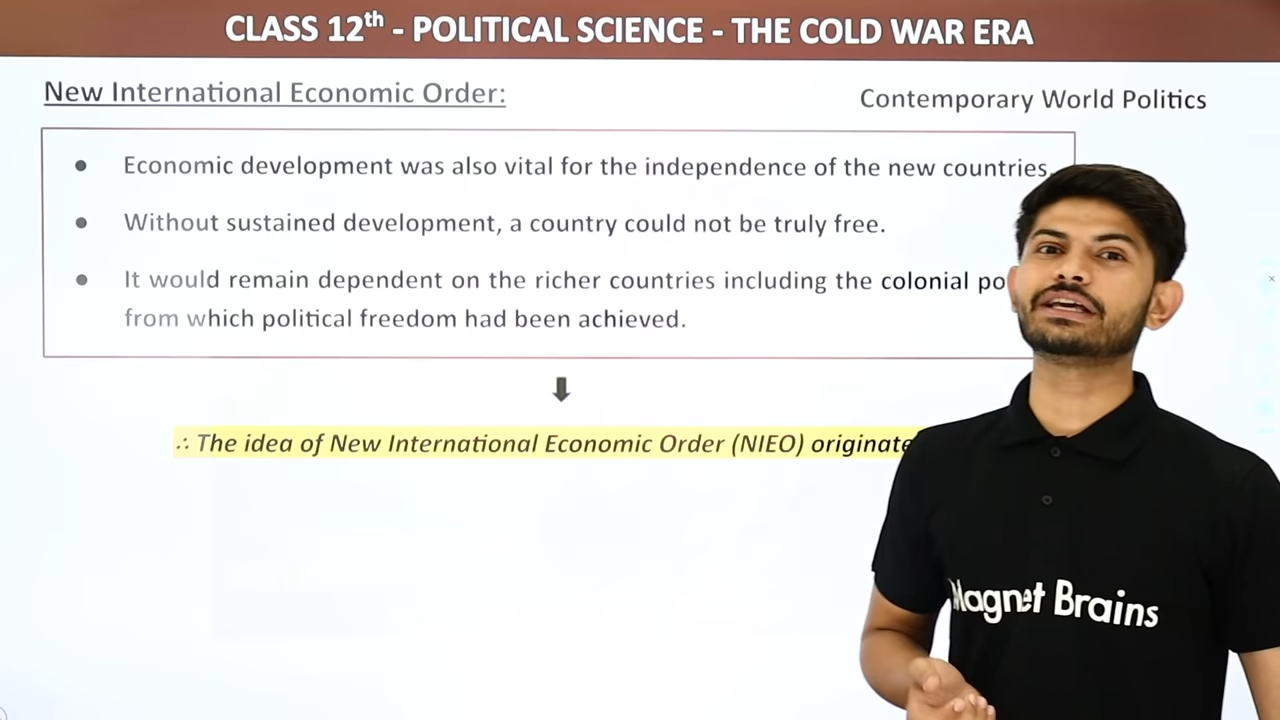 CLASS 12th - POLITICAL SCIENCE - THE COLD WAR ERA
New International Economic Order:
Contemporary World Politics
● Economic development was also vital for the independence of the new countries.
● Without sustained development, a country could not be truly free.
● It would remain dependent on the richer countries including the colonial po
from which political freedom had been achieved.
∴ The idea of New International Economic Order (NIEO) originate
Magnet Brains